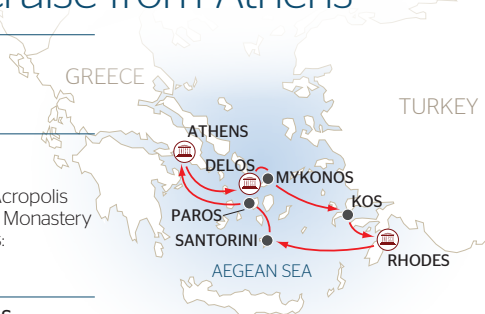 cruise from Athens
GREECE
TURKEY
ATHENS
DELOS
MYKONOS
Acropolis
Monastery
KOS
PAROS
SANTORINI
RHODES
AEGEAN SEA